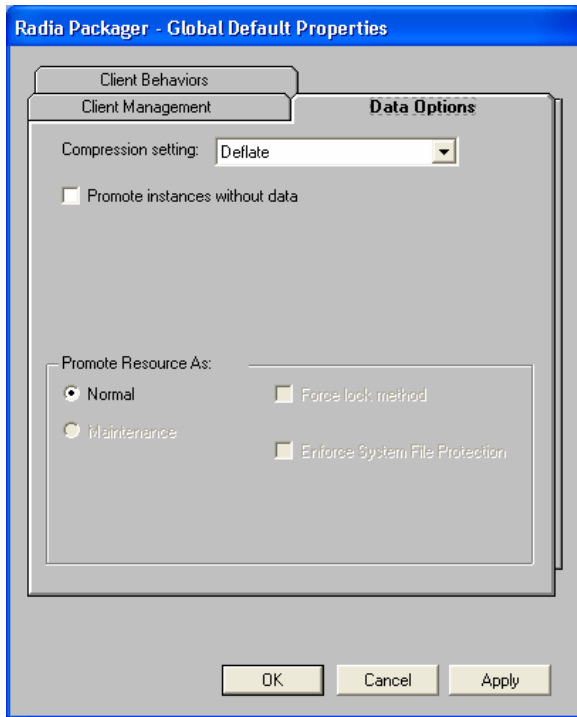 Radia Packager - Global Default Properties
Client Behaviors
Client Management
Data Options
Compression setting: Deflate
Promote instances without data
Promote Resource As:
Normal
Force lock method
Maintenance
Enforce System File Protection
OK Cancel Apply